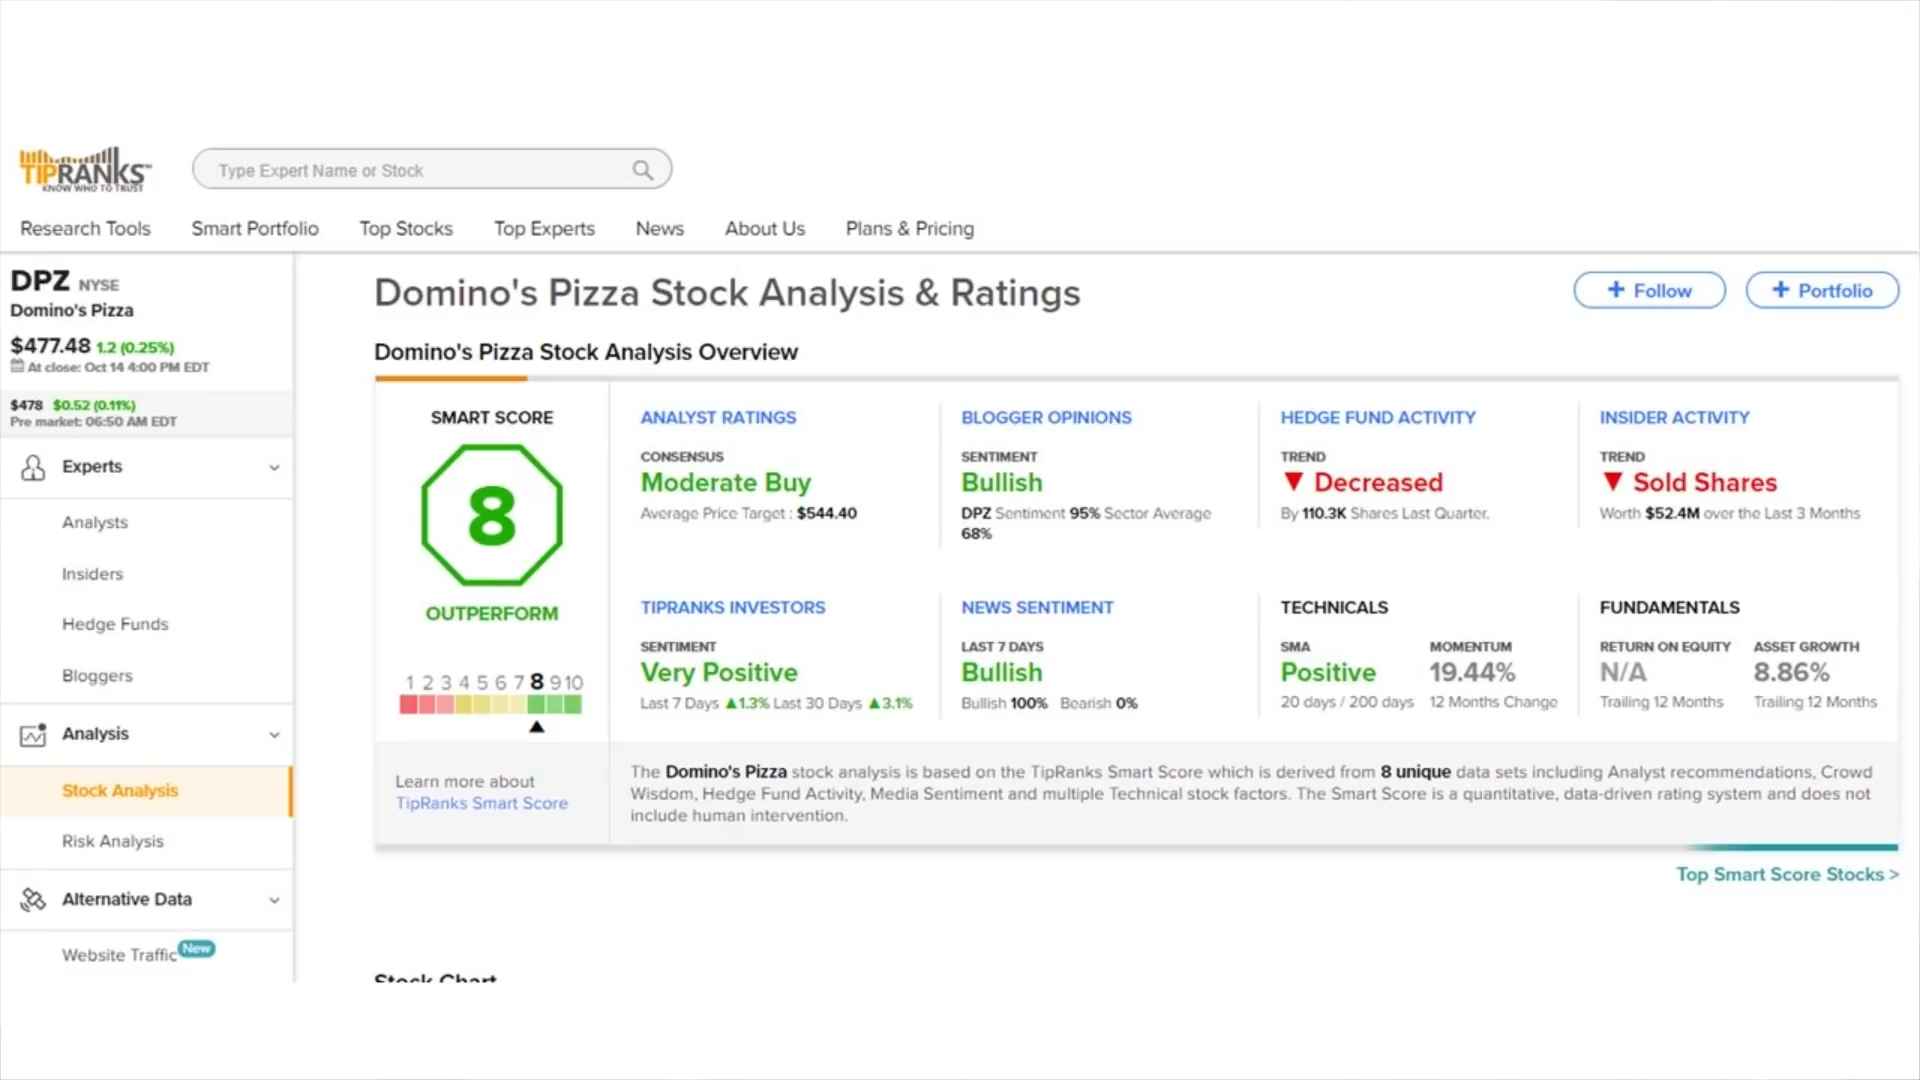 TIPRANKS™
KNOW WHO TO TRUST
Type Expert Name or Stock
Research Tools Smart Portfolio Top Stocks Top Experts News About Us Plans & Pricing
DPZ NYSE
Domino's Pizza
$477.48 1.2 (0.25%)
At close: Oct 14 4:00 PM EDT
$478 $0.52 (0.11%)
Pre market: 06:50 AM EDT
Experts
Analysts
Insiders
Hedge Funds
Bloggers
Analysis
Stock Analysis
Risk Analysis
Alternative Data
Website Traffic New
Domino's Pizza Stock Analysis & Ratings
+ Follow + Portfolio
Domino's Pizza Stock Analysis Overview
SMART SCORE
8
OUTPERFORM
1 2 3 4 5 6 7 8 9 10
Learn more about
TipRanks Smart Score
ANALYST RATINGS
CONSENSUS
Moderate Buy
Average Price Target : $544.40
BLOGGER OPINIONS
SENTIMENT
Bullish
DPZ Sentiment 95% Sector Average
68%
HEDGE FUND ACTIVITY
TREND
▼ Decreased
By 110.3K Shares Last Quarter.
INSIDER ACTIVITY
TREND
▼ Sold Shares
Worth $52.4M over the Last 3 Months
TIPRANKS INVESTORS
SENTIMENT
Very Positive
Last 7 Days ▲1.3% Last 30 Days ▲3.1%
NEWS SENTIMENT
LAST 7 DAYS
Bullish
Bullish 100% Bearish 0%
TECHNICALS
SMA MOMENTUM
Positive 19.44%
20 days / 200 days 12 Months Change
FUNDAMENTALS
RETURN ON EQUITY ASSET GROWTH
N/A 8.86%
Trailing 12 Months Trailing 12 Months
The Domino's Pizza stock analysis is based on the TipRanks Smart Score which is derived from 8 unique data sets including Analyst recommendations, Crowd
Wisdom, Hedge Fund Activity, Media Sentiment and multiple Technical stock factors. The Smart Score is a quantitative, data-driven rating system and does not
include human intervention.
Top Smart Score Stocks >
Stock Chart